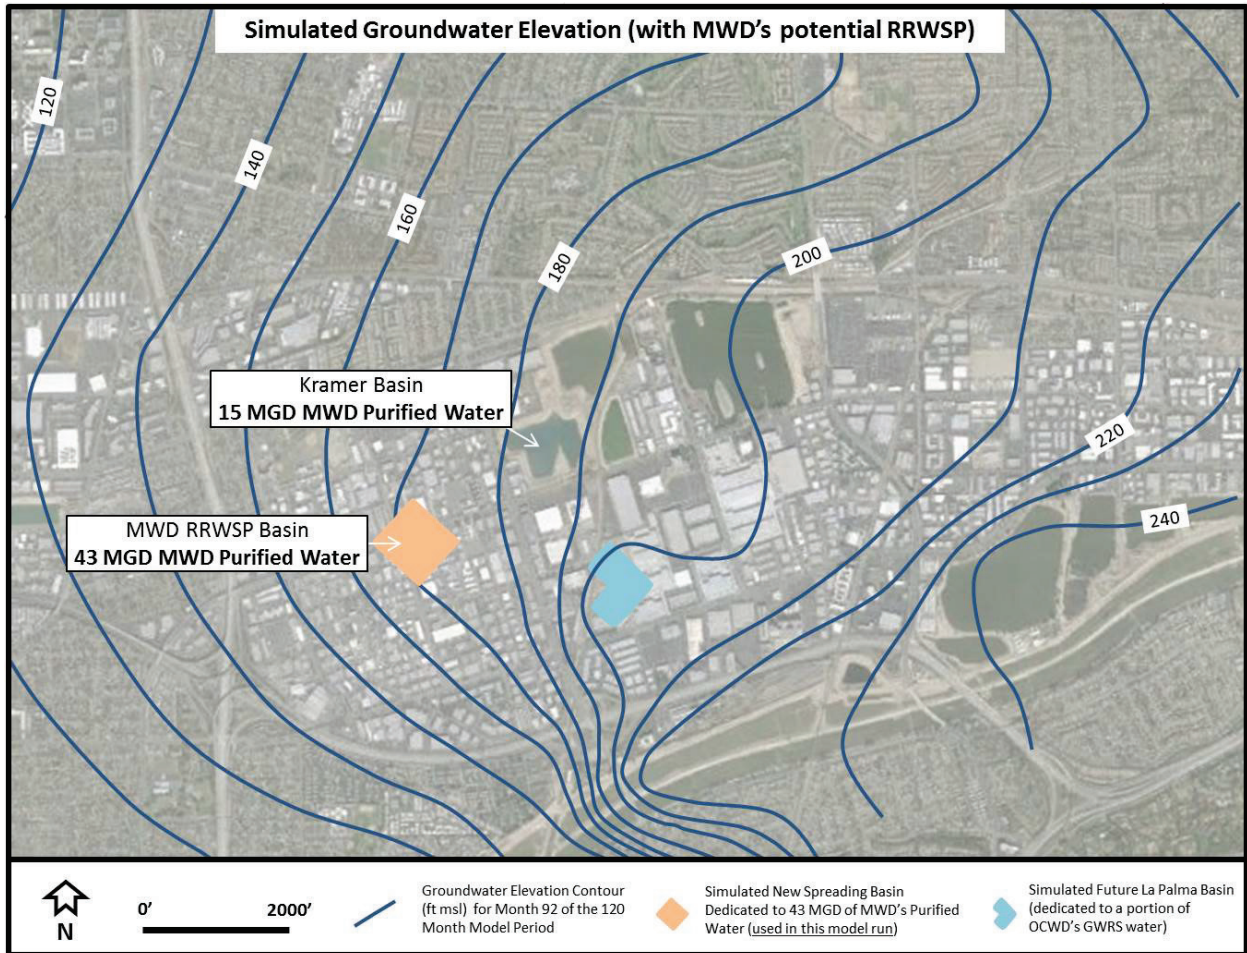 Simulated Groundwater Elevation (with MWD's potential RRWSP)
120
140
160
180
200
Kramer Basin
15 MGD MWD Purified Water
220
MWD RRWSP Basin
43 MGD MWD Purified Water
240
N
0'
2000'
Groundwater Elevation Contour
(ft msl) for Month 92 of the 120
Month Model Period
Simulated New Spreading Basin
Dedicated to 43 MGD of MWD's Purified
Water (used in this model run)
Simulated Future La Palma Basin
(dedicated to a portion of
OCWD's GWRS water)